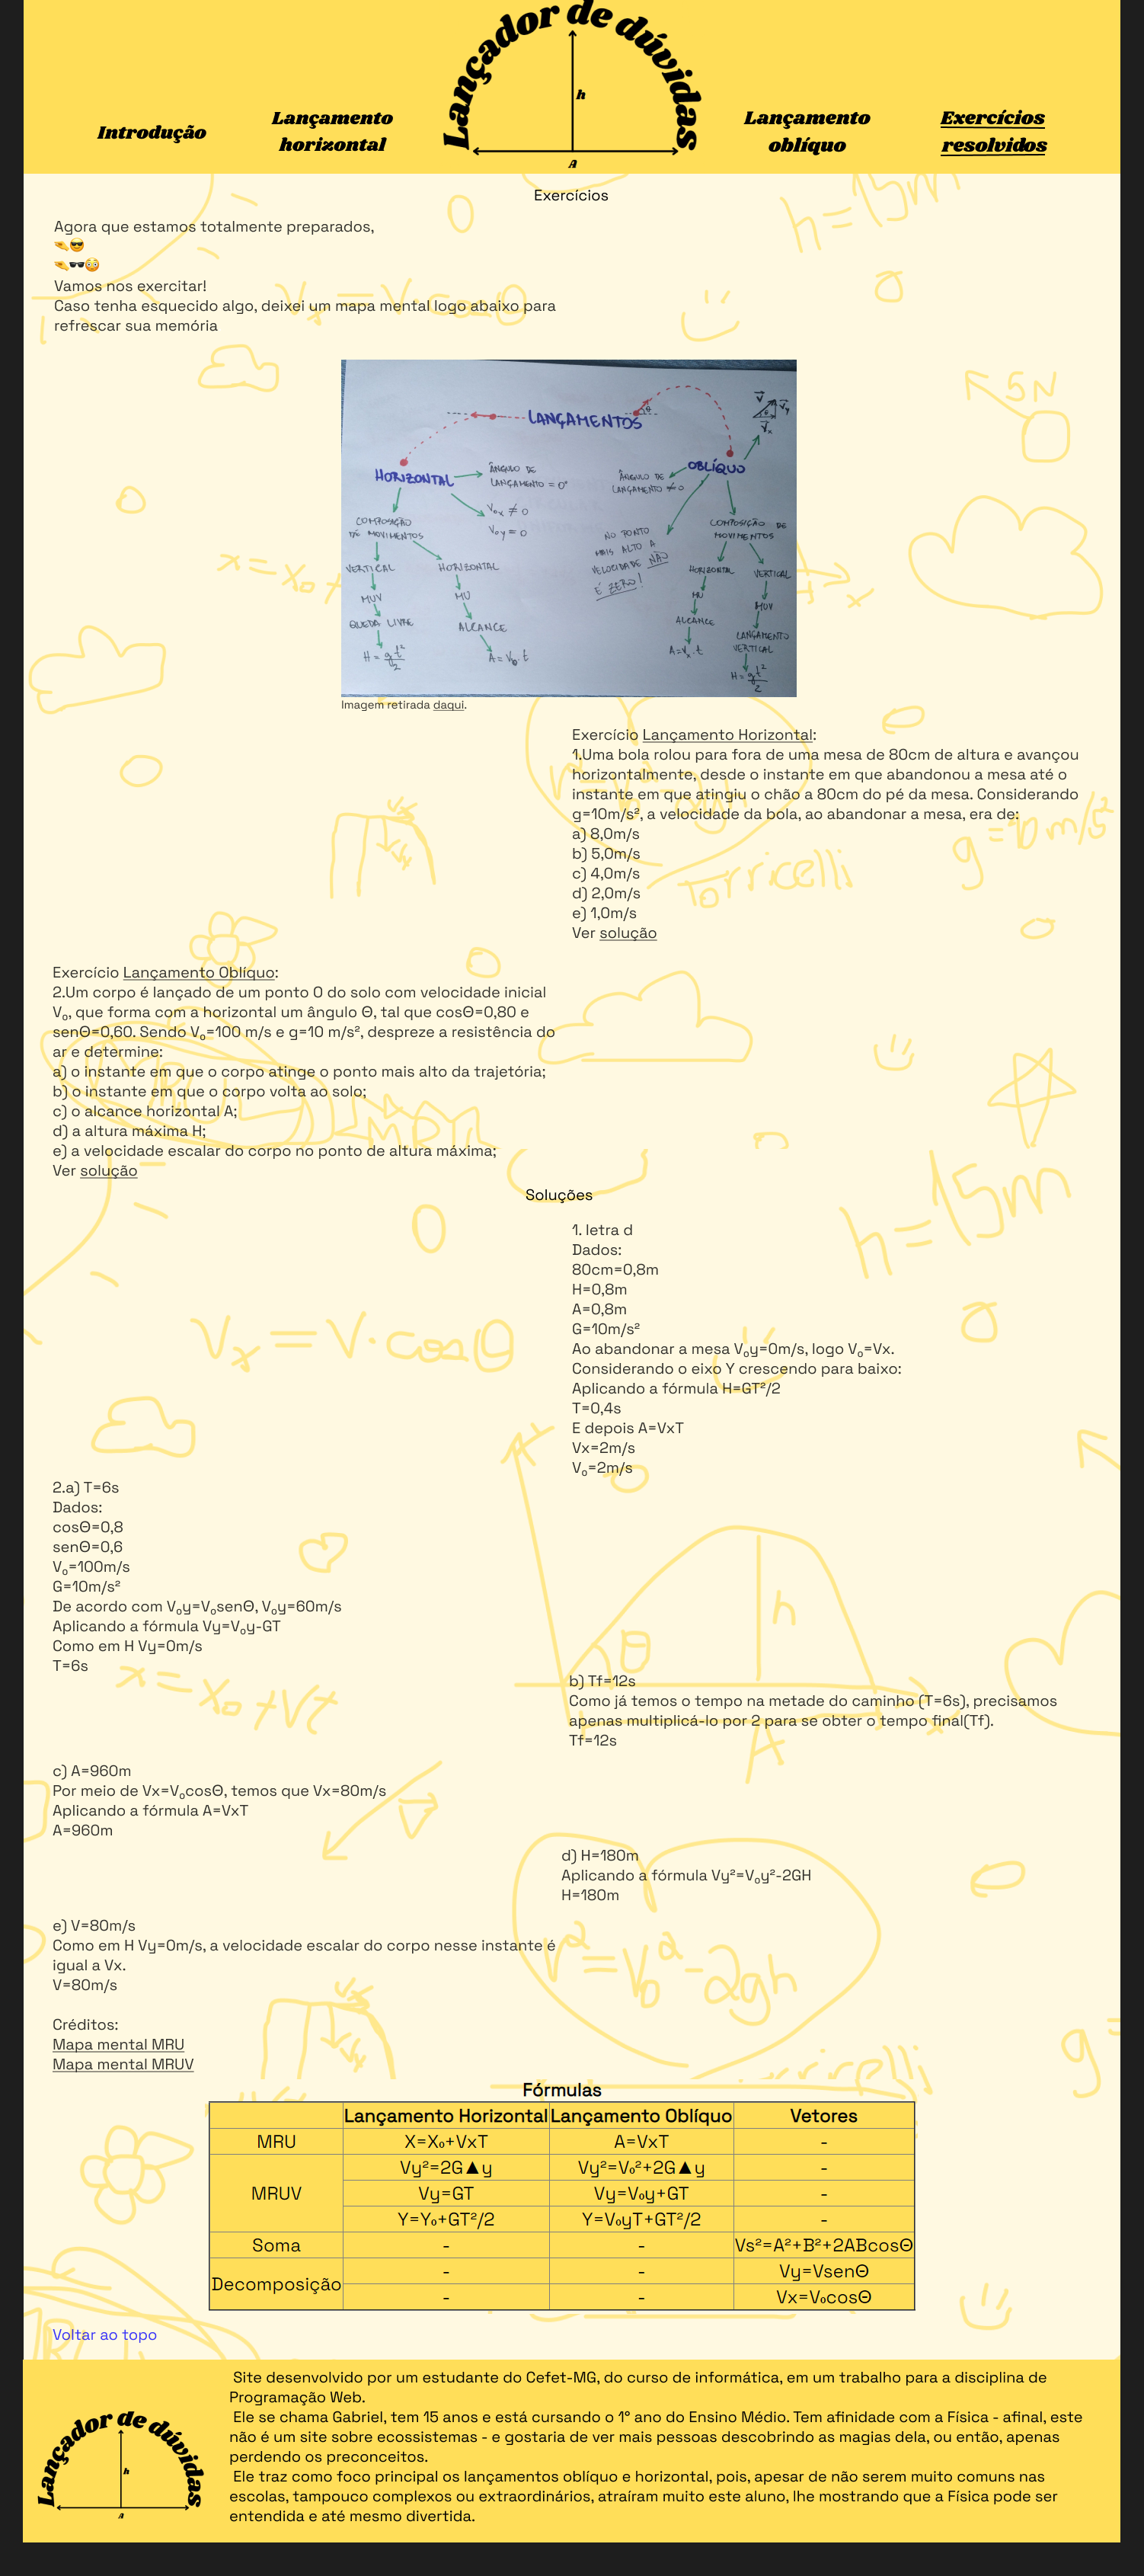 Introdução
Lançamento
horizontal
Lançador de dúvidas
h
A
Lançamento
oblíquo
Exercícios
resolvidos
Exercícios
Agora que estamos totalmente preparados,
🫴😎
🫴🕶️😳
Vamos nos exercitar!
Caso tenha esquecido algo, deixei um mapa mental logo abaixo para
refrescar sua memória
LANÇAMENTOS
HORIZONTAL
ÂNGULO DE
LANÇAMENTO = 0°
V₀x ≠ 0
V₀y = 0
COMPOSIÇÃO
DE MOVIMENTOS
VERTICAL
MUV
QUEDA LIVRE
H = gt²/2
HORIZONTAL
MU
ALCANCE
A = V₀.t
OBLÍQUO
ÂNGULO DE
LANÇAMENTO ≠ 0
NO PONTO
MAIS ALTO A
VELOCIDADE NÃO
É ZERO!
COMPOSIÇÃO DE
MOVIMENTOS
HORIZONTAL
MU
ALCANCE
A=Vx.t
VERTICAL
MUV
LANÇAMENTO
VERTICAL
H = gt²/2
Imagem retirada daqui.
Exercício Lançamento Horizontal:
1.Uma bola rolou para fora de uma mesa de 80cm de altura e avançou
horizontalmente, desde o instante em que abandonou a mesa até o
instante em que atingiu o chão a 80cm do pé da mesa. Considerando
g=10m/s², a velocidade da bola, ao abandonar a mesa, era de:
a) 8,0m/s
b) 5,0m/s
c) 4,0m/s
d) 2,0m/s
e) 1,0m/s
Ver solução
Exercício Lançamento Oblíquo:
2.Um corpo é lançado de um ponto O do solo com velocidade inicial
V₀, que forma com a horizontal um ângulo Θ, tal que cosΘ=0,80 e
senΘ=0,60. Sendo V₀=100 m/s e g=10 m/s², despreze a resistência do
ar e determine:
a) o instante em que o corpo atinge o ponto mais alto da trajetória;
b) o instante em que o corpo volta ao solo;
c) o alcance horizontal A;
d) a altura máxima H;
e) a velocidade escalar do corpo no ponto de altura máxima;
Ver solução
Soluções
1. letra d
Dados:
80cm=0,8m
H=0,8m
A=0,8m
G=10m/s²
Ao abandonar a mesa V₀y=0m/s, logo V₀=Vx.
Considerando o eixo Y crescendo para baixo:
Aplicando a fórmula H=GT²/2
T=0,4s
E depois A=VxT
Vx=2m/s
V₀=2m/s
2.a) T=6s
Dados:
cosΘ=0,8
senΘ=0,6
V₀=100m/s
G=10m/s²
De acordo com V₀y=V₀senΘ, V₀y=60m/s
Aplicando a fórmula Vy=V₀y-GT
Como em H Vy=0m/s
T=6s
b) Tf=12s
Como já temos o tempo na metade do caminho (T=6s), precisamos
apenas multiplicá-lo por 2 para se obter o tempo final(Tf).
Tf=12s
c) A=960m
Por meio de Vx=V₀cosΘ, temos que Vx=80m/s
Aplicando a fórmula A=VxT
A=960m
d) H=180m
Aplicando a fórmula Vy²=V₀y²-2GH
H=180m
e) V=80m/s
Como em H Vy=0m/s, a velocidade escalar do corpo nesse instante é
igual a Vx.
V=80m/s
Créditos:
Mapa mental MRU
Mapa mental MRUV
Fórmulas
Lançamento Horizontal Lançamento Oblíquo Vetores
MRU X=X₀+VxT A=VxT -
MRUV Vy²=2G▲y Vy²=V₀²+2G▲y -
Vy=GT Vy=V₀y+GT -
Y=Y₀+GT²/2 Y=V₀yT+GT²/2 -
Soma - - Vs²=A²+B²+2ABcosΘ
Decomposição - - Vy=VsenΘ
- - Vx=V₀cosΘ
Voltar ao topo
Lançador de dúvidas
h
A
Site desenvolvido por um estudante do Cefet-MG, do curso de informática, em um trabalho para a disciplina de
Programação Web.
Ele se chama Gabriel, tem 15 anos e está cursando o 1° ano do Ensino Médio. Tem afinidade com a Física - afinal, este
não é um site sobre ecossistemas - e gostaria de ver mais pessoas descobrindo as magias dela, ou então, apenas
perdendo os preconceitos.
Ele traz como foco principal os lançamentos oblíquo e horizontal, pois, apesar de não serem muito comuns nas
escolas, tampouco complexos ou extraordinários, atraíram muito este aluno, lhe mostrando que a Física pode ser
entendida e até mesmo divertida.